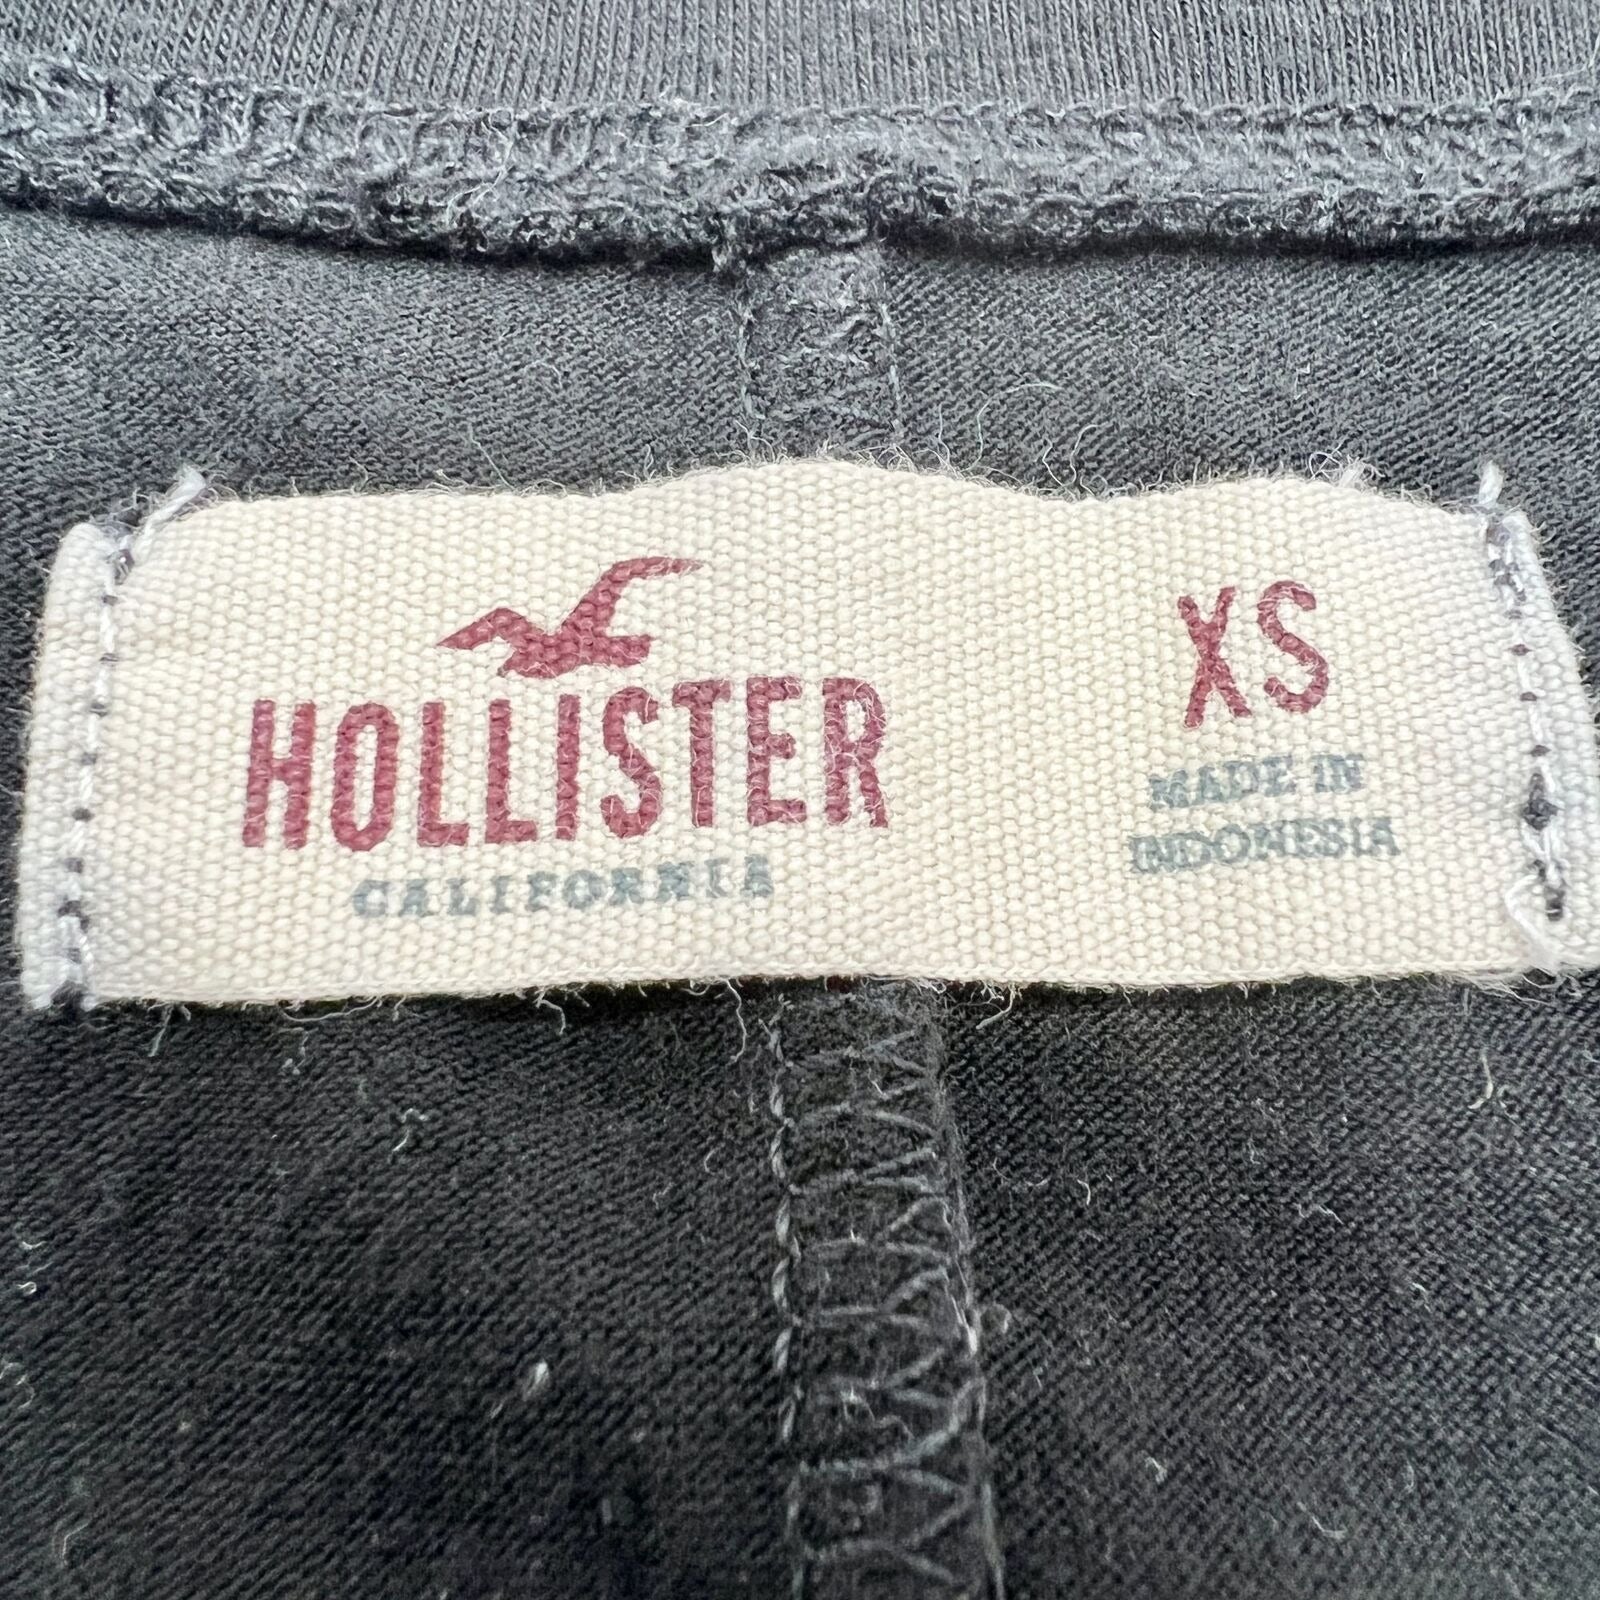 HOLLISTER
CALIFORNIA
XS
MADE IN
INDONESIA